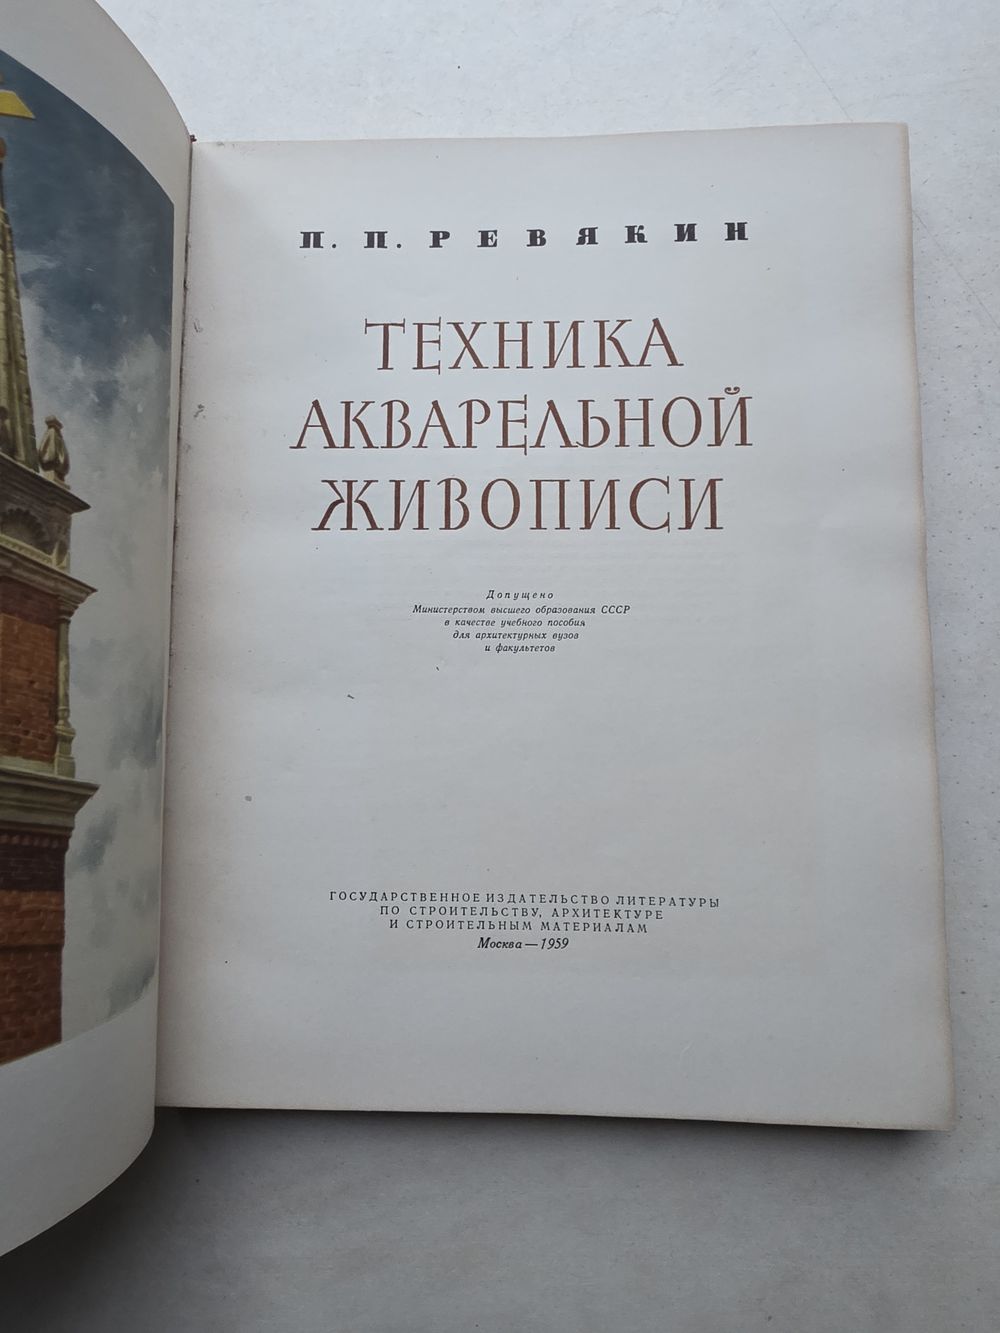 П. П. РЕВЯКИН
ТЕХНИКА
АКВАРЕЛЬНОЙ
ЖИВОПИСИ
Допущено
Министерством высшего образования СССР
в качестве учебного пособия
для архитектурных вузов
и факультетов
ГОСУДАРСТВЕННОЕ ИЗДАТЕЛЬСТВО ЛИТЕРАТУРЫ
ПО СТРОИТЕЛЬСТВУ, АРХИТЕКТУРЕ
И СТРОИТЕЛЬНЫМ МАТЕРИАЛАМ
Москва — 1959